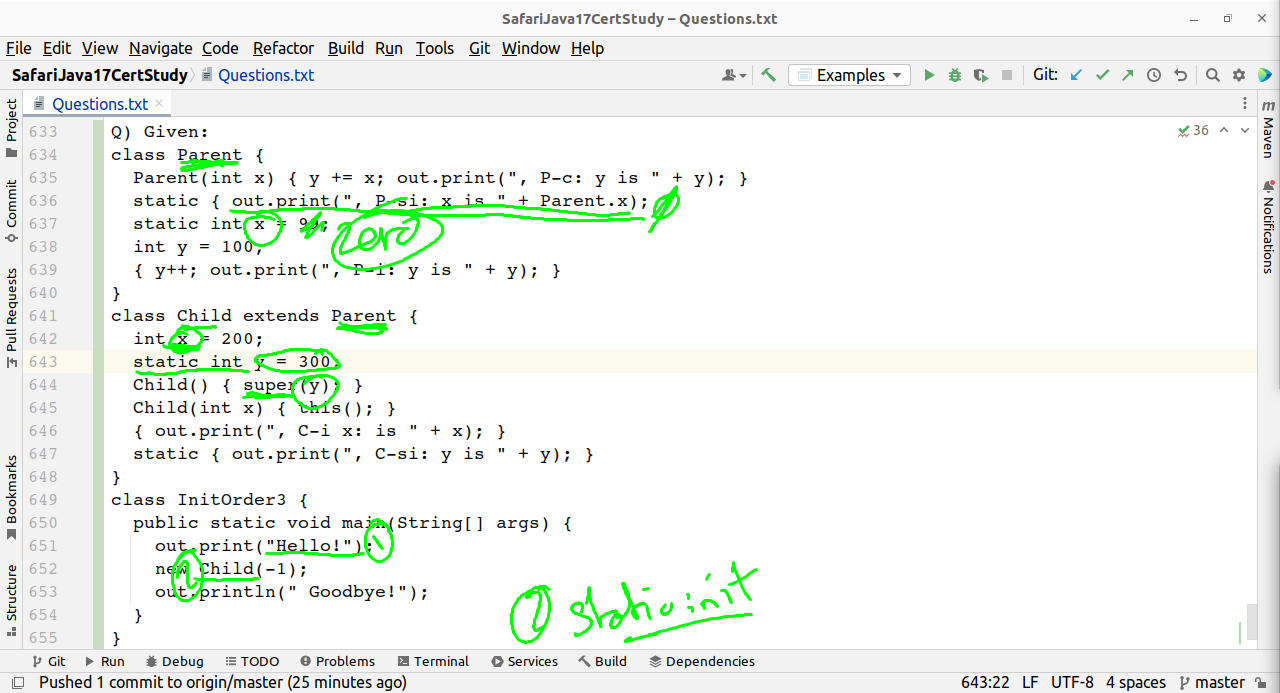 SafariJava17CertStudy – Questions.txt
File Edit View Navigate Code Refactor Build Run Tools Git Window Help
SafariJava17CertStudy Questions.txt Examples Git:
Questions.txt
36
633 Q) Given:
634 class Parent {
635 Parent(int x) { y += x; out.print(", P-c: y is " + y); }
636 static { out.print(", P-si: x is " + Parent.x); }
637 static int x = 99;
638 int y = 100;
639 { y++; out.print(", P-i: y is " + y); }
640 }
641 class Child extends Parent {
642 int x = 200;
643 static int y = 300;
644 Child() { super(y); }
645 Child(int x) { this(); }
646 { out.print(", C-i x: is " + x); }
647 static { out.print(", C-si: y is " + y); }
648 }
649 class InitOrder3 {
650 public static void main(String[] args) {
651 out.print("Hello!");
652 new Child(-1);
653 out.println(" Goodbye!");
654 }
655 }
Zero
1
2
static init
Project
Commit
Pull Requests
Bookmarks
Structure
m
Maven
Notifications
Git Run Debug TODO Problems Terminal Services Build Dependencies
Pushed 1 commit to origin/master (25 minutes ago) 643:22 LF UTF-8 4 spaces master